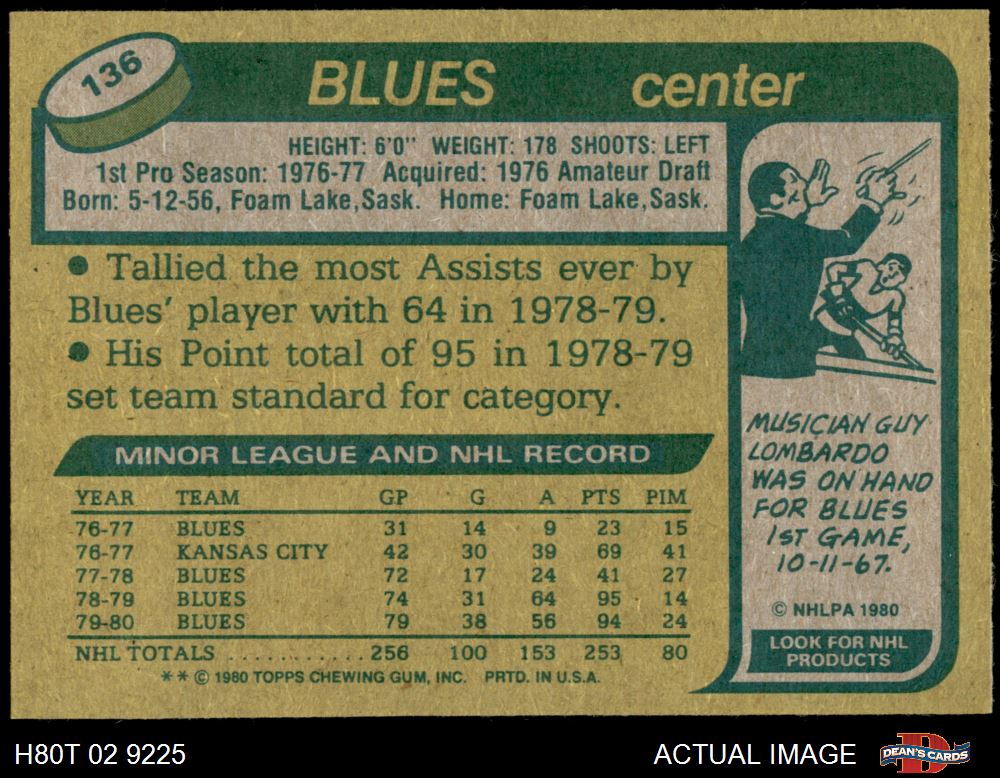 136
BLUES center
HEIGHT: 6'0" WEIGHT: 178 SHOOTS: LEFT
1st Pro Season: 1976-77 Acquired: 1976 Amateur Draft
Born: 5-12-56, Foam Lake, Sask. Home: Foam Lake, Sask.
• Tallied the most Assists ever by
Blues' player with 64 in 1978-79.
• His Point total of 95 in 1978-79
set team standard for category.
MINOR LEAGUE AND NHL RECORD
YEAR TEAM GP G A PTS PIM
76-77 BLUES 31 14 9 23 15
76-77 KANSAS CITY 42 30 39 69 41
77-78 BLUES 72 17 24 41 27
78-79 BLUES 74 31 64 95 14
79-80 BLUES 79 38 56 94 24
NHL TOTALS ............ 256 100 153 253 80
** © 1980 TOPPS CHEWING GUM, INC. PRTD. IN U.S.A.
MUSICIAN GUY
LOMBARDO
WAS ON HAND
FOR BLUES
1ST GAME,
10-11-67.
© NHLPA 1980
LOOK FOR NHL
PRODUCTS
H80T 02 9225 ACTUAL IMAGE
DEAN'S CARDS